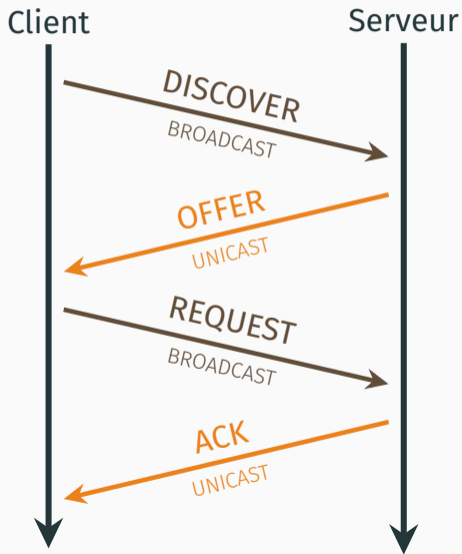 Client
Serveur
DISCOVER
BROADCAST
OFFER
UNICAST
REQUEST
BROADCAST
ACK
UNICAST